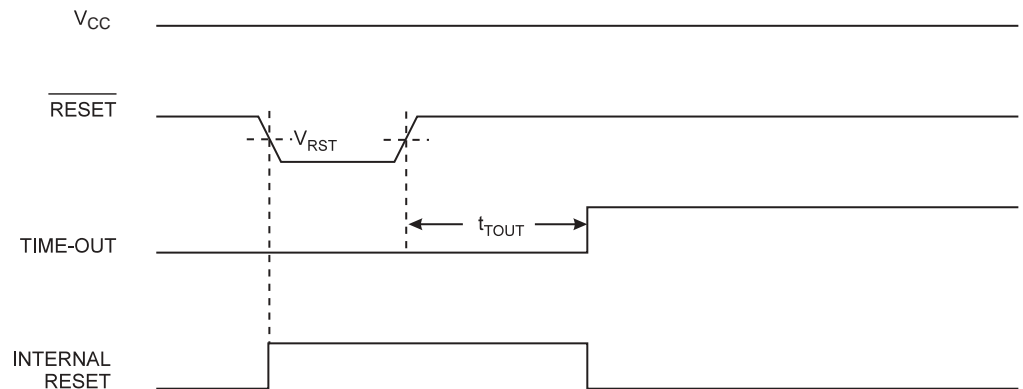 VCC
RESET
VRST
tTOUT
TIME-OUT
INTERNAL
RESET